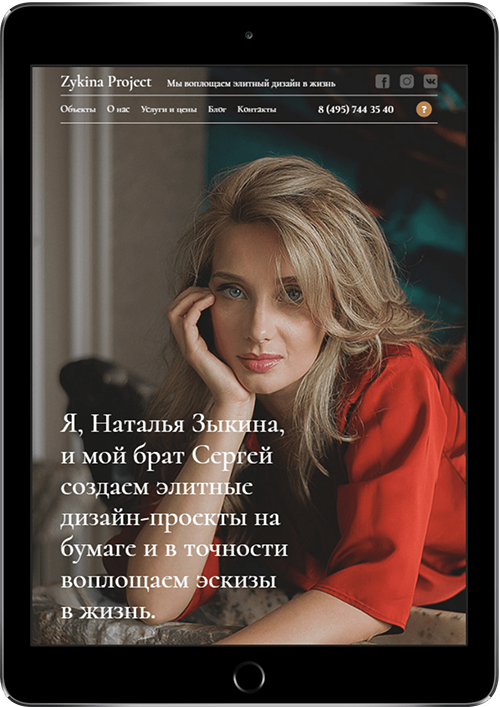 Zykina Project
Мы воплощаем элитный дизайн в жизнь
Объекты О нас Услуги и цены Блог Контакты
8 (495) 744 35 40
?
Я, Наталья Зыкина,
и мой брат Сергей
создаем элитные
дизайн-проекты на
бумаге и в точности
воплощаем эскизы
в жизнь.